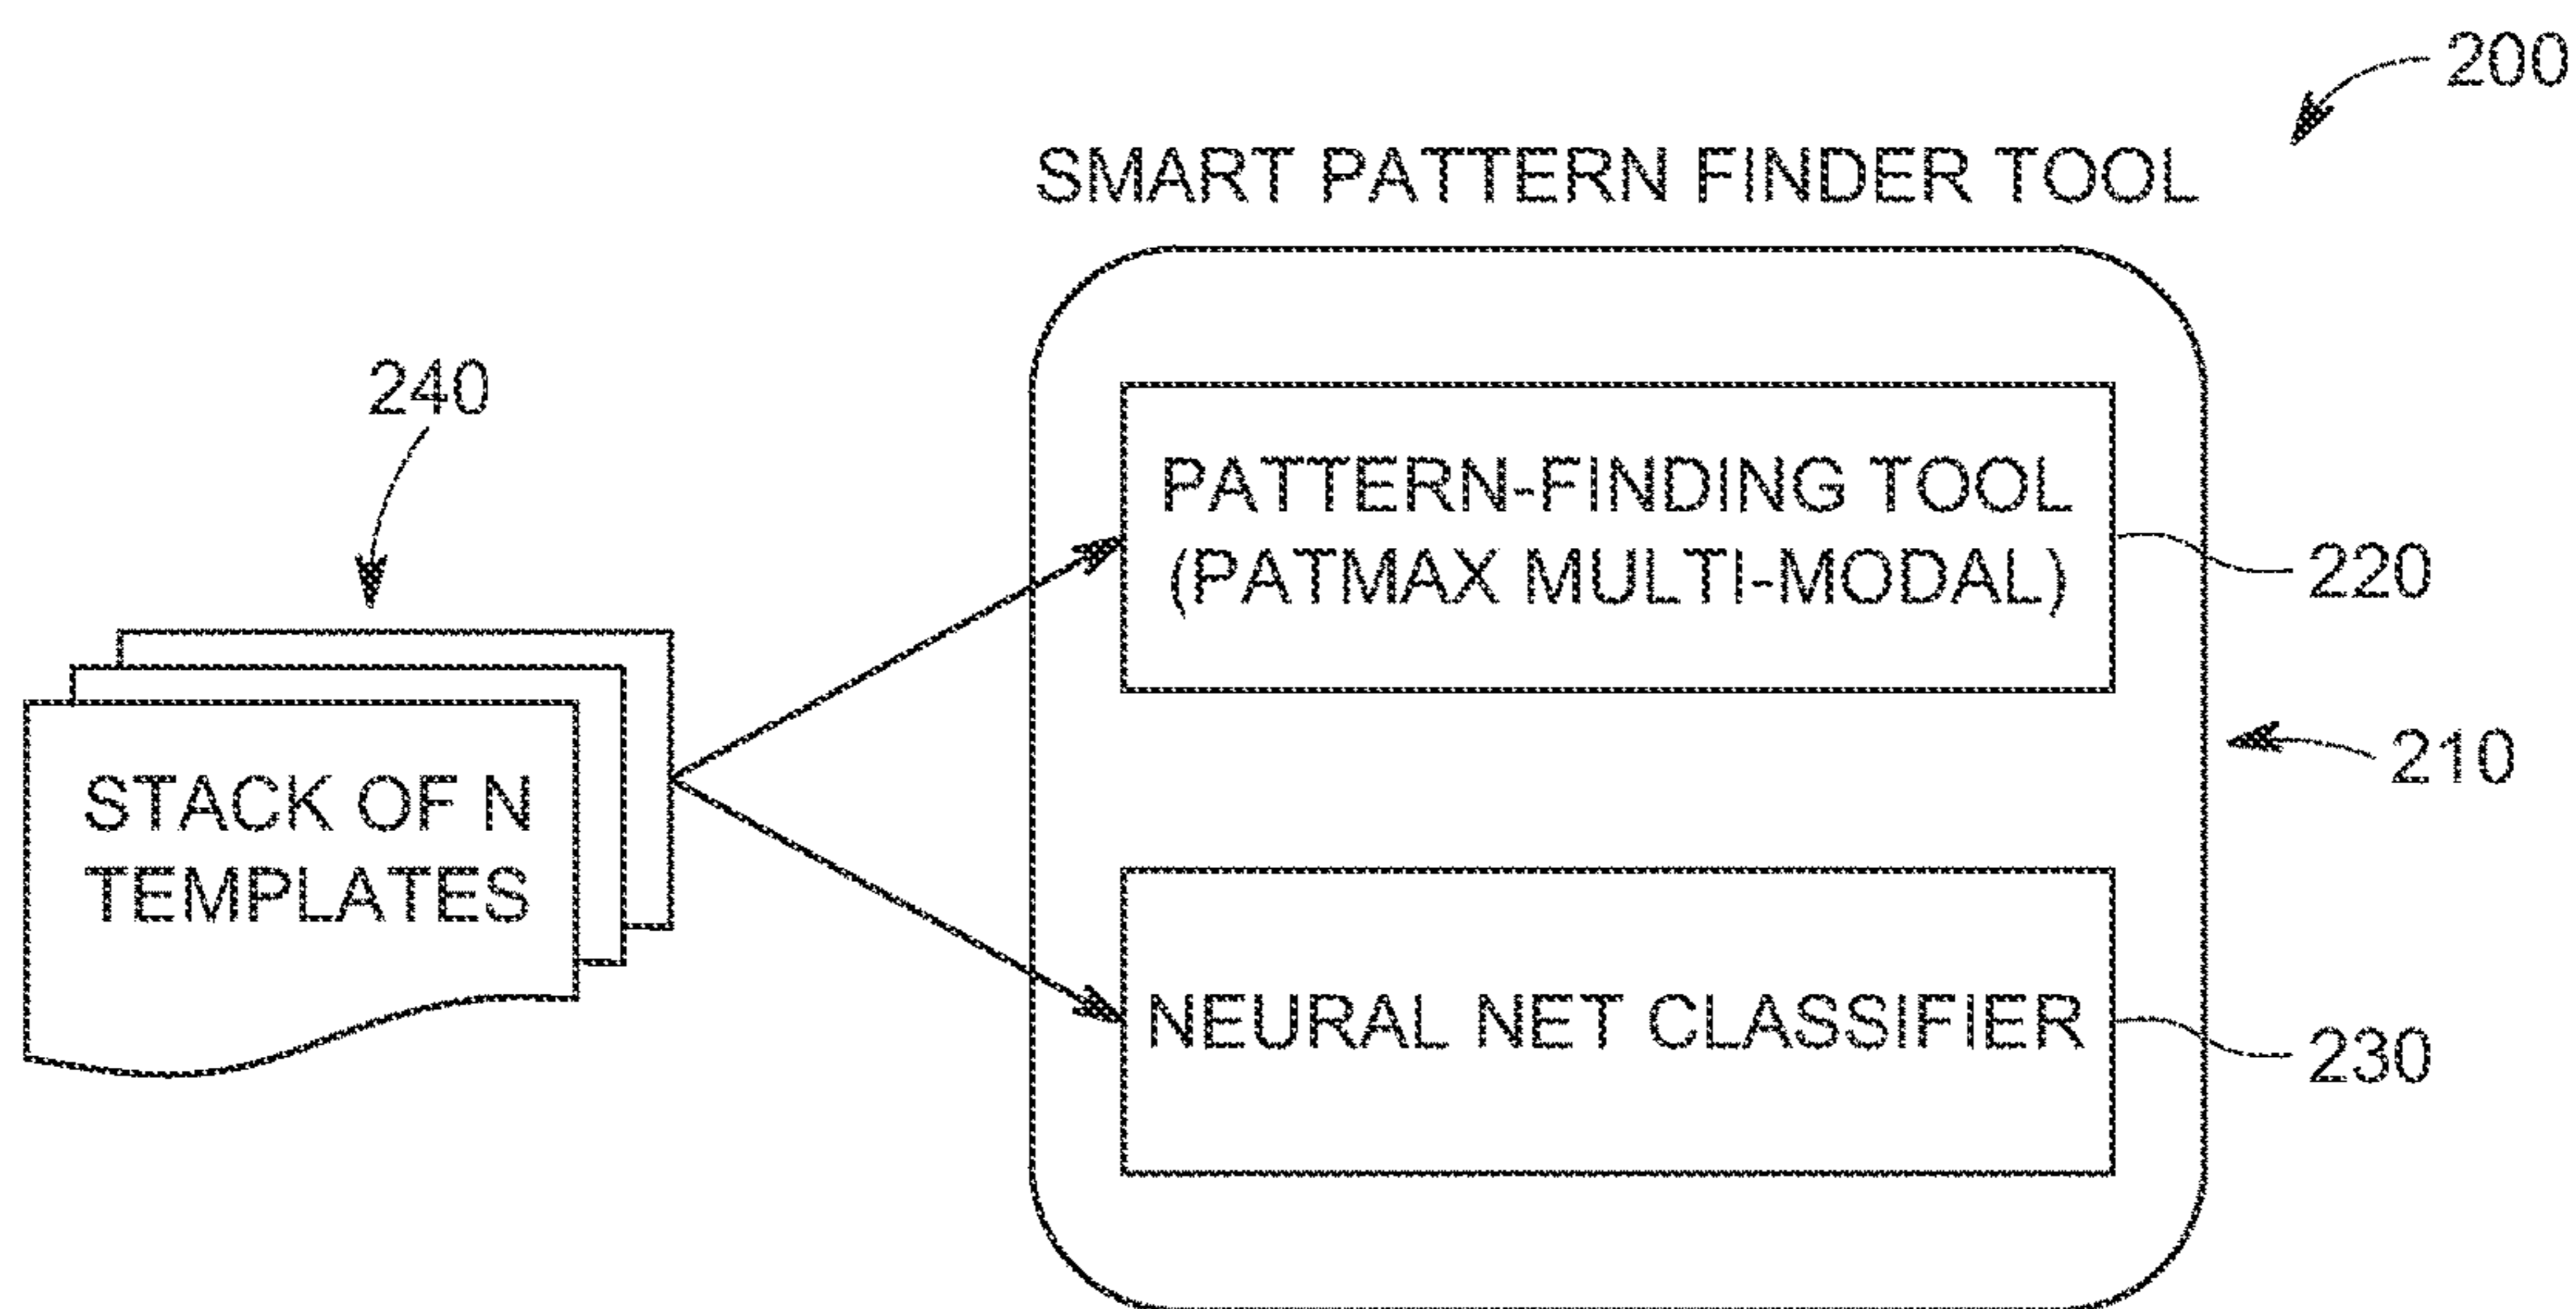 200
SMART PATTERN FINDER TOOL
240
PATTERN-FINDING TOOL
(PATMAX MULTI-MODAL)
220
210
STACK OF N
TEMPLATES
NEURAL NET CLASSIFIER
230